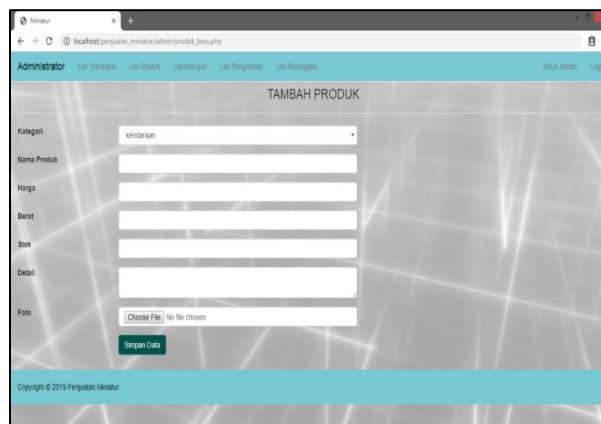 Miniatur
localhost/penjualan_miniatur/admin/produk_baru.php
Administrator List Transaksi List Produk List kategori List Pengiriman List Pelanggan Akun Admin Log
TAMBAH PRODUK
Kategori kendaraan
Nama Produk
Harga
Berat
Stok
Detail
Foto Choose File No file chosen
Simpan Data
Copyright © 2019 Penjualan Miniatur